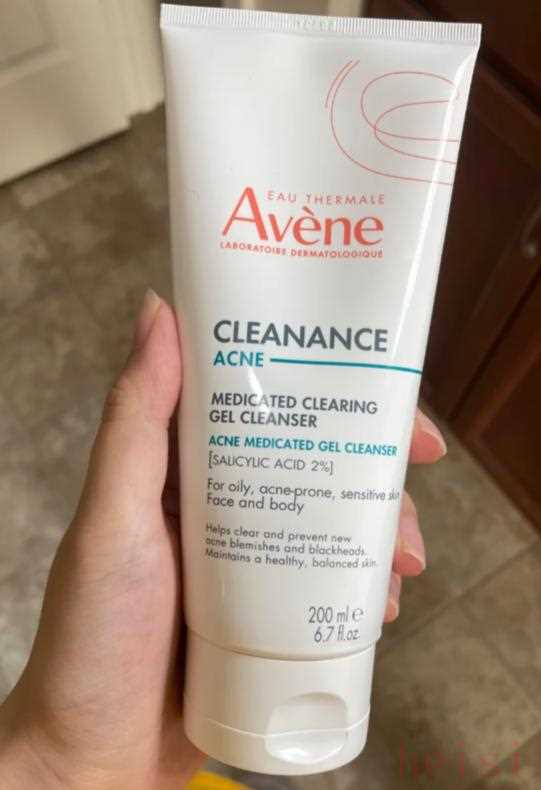 EAU THERMALE
Avène
LABORATOIRE DERMATOLOGIQUE
CLEANANCE
ACNE
MEDICATED CLEARING
GEL CLEANSER
ACNE MEDICATED GEL CLEANSER
[SALICYLIC ACID 2%]
For oily, acne-prone, sensitive skin
Face and body
Helps clear and prevent new
acne blemishes and blackheads.
Maintains a healthy, balanced skin.
200 ml ℮
6.7 fl.oz.
heisi